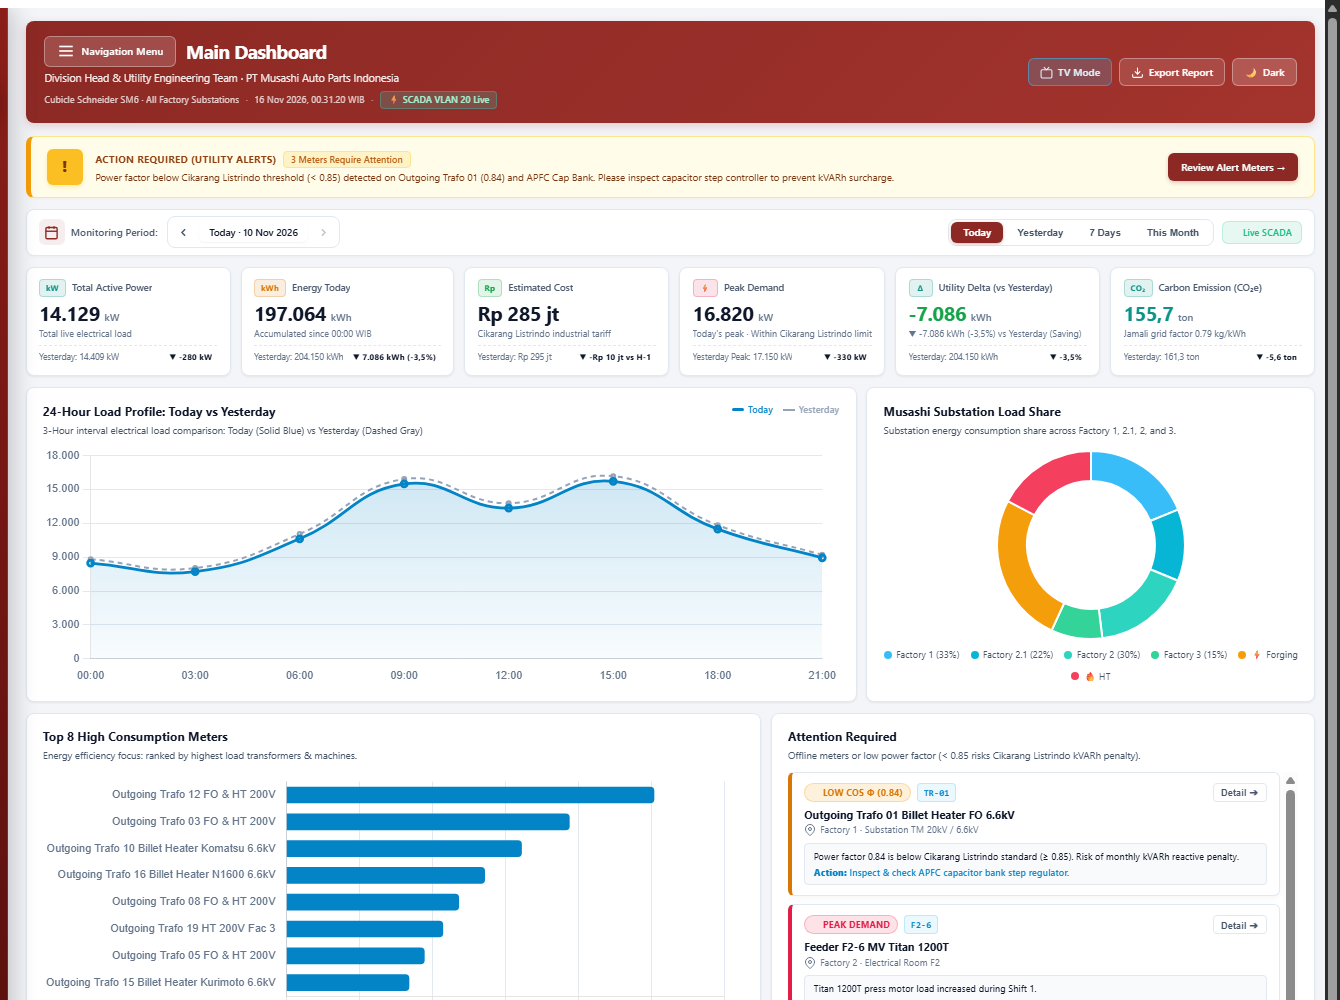 Navigation Menu
Main Dashboard
Division Head & Utility Engineering Team · PT Musashi Auto Parts Indonesia
Cubicle Schneider SM6 - All Factory Substations · 16 Nov 2026, 00.31.20 WIB · SCADA VLAN 20 Live
TV Mode
Export Report
Dark
!
ACTION REQUIRED (UTILITY ALERTS) 3 Meters Require Attention
Power factor below Cikarang Listrindo threshold (< 0.85) detected on Outgoing Trafo 01 (0.84) and APFC Cap Bank. Please inspect capacitor step controller to prevent kVARh surcharge.
Review Alert Meters →
Monitoring Period:
Today · 10 Nov 2026
Today
Yesterday
7 Days
This Month
Live SCADA
kW Total Active Power
14.129 kW
Total live electrical load
Yesterday: 14.409 kW ▼ -280 kW
kWh Energy Today
197.064 kWh
Accumulated since 00:00 WIB
Yesterday: 204.150 kWh ▼ 7.086 kWh (-3,5%)
Rp Estimated Cost
Rp 285 jt
Cikarang Listrindo industrial tariff
Yesterday: Rp 295 jt ▼ -Rp 10 jt vs H-1
Peak Demand
16.820 kW
Today's peak · Within Cikarang Listrindo limit
Yesterday Peak: 17.150 kW ▼ -330 kW
Δ Utility Delta (vs Yesterday)
-7.086 kWh
▼ -7.086 kWh (-3,5%) vs Yesterday (Saving)
Yesterday: 204.150 kWh ▼ -3,5%
CO₂ Carbon Emission (CO₂e)
155,7 ton
Jamali grid factor 0.79 kg/kWh
Yesterday: 161,3 ton ▼ -5,6 ton
24-Hour Load Profile: Today vs Yesterday
Today
Yesterday
3-Hour interval electrical load comparison: Today (Solid Blue) vs Yesterday (Dashed Gray)
18.000
15.000
12.000
9.000
6.000
3.000
0
00:00 03:00 06:00 09:00 12:00 15:00 18:00 21:00
Musashi Substation Load Share
Substation energy consumption share across Factory 1, 2.1, 2, and 3.
Factory 1 (33%) Factory 2.1 (22%) Factory 2 (30%) Factory 3 (15%) Forging
HT
Top 8 High Consumption Meters
Energy efficiency focus: ranked by highest load transformers & machines.
Outgoing Trafo 12 FO & HT 200V
Outgoing Trafo 03 FO & HT 200V
Outgoing Trafo 10 Billet Heater Komatsu 6.6kV
Outgoing Trafo 16 Billet Heater N1600 6.6kV
Outgoing Trafo 08 FO & HT 200V
Outgoing Trafo 19 HT 200V Fac 3
Outgoing Trafo 05 FO & HT 200V
Outgoing Trafo 15 Billet Heater Kurimoto 6.6kV
Attention Required
Offline meters or low power factor (< 0.85 risks Cikarang Listrindo kVARh penalty).
LOW COS Φ (0.84) TR-01 Detail →
Outgoing Trafo 01 Billet Heater FO 6.6kV
Factory 1 · Substation TM 20kV / 6.6kV
Power factor 0.84 is below Cikarang Listrindo standard (≥ 0.85). Risk of monthly kVARh reactive penalty.
Action: Inspect & check APFC capacitor bank step regulator.
PEAK DEMAND F2-6 Detail →
Feeder F2-6 MV Titan 1200T
Factory 2 · Electrical Room F2
Titan 1200T press motor load increased during Shift 1.